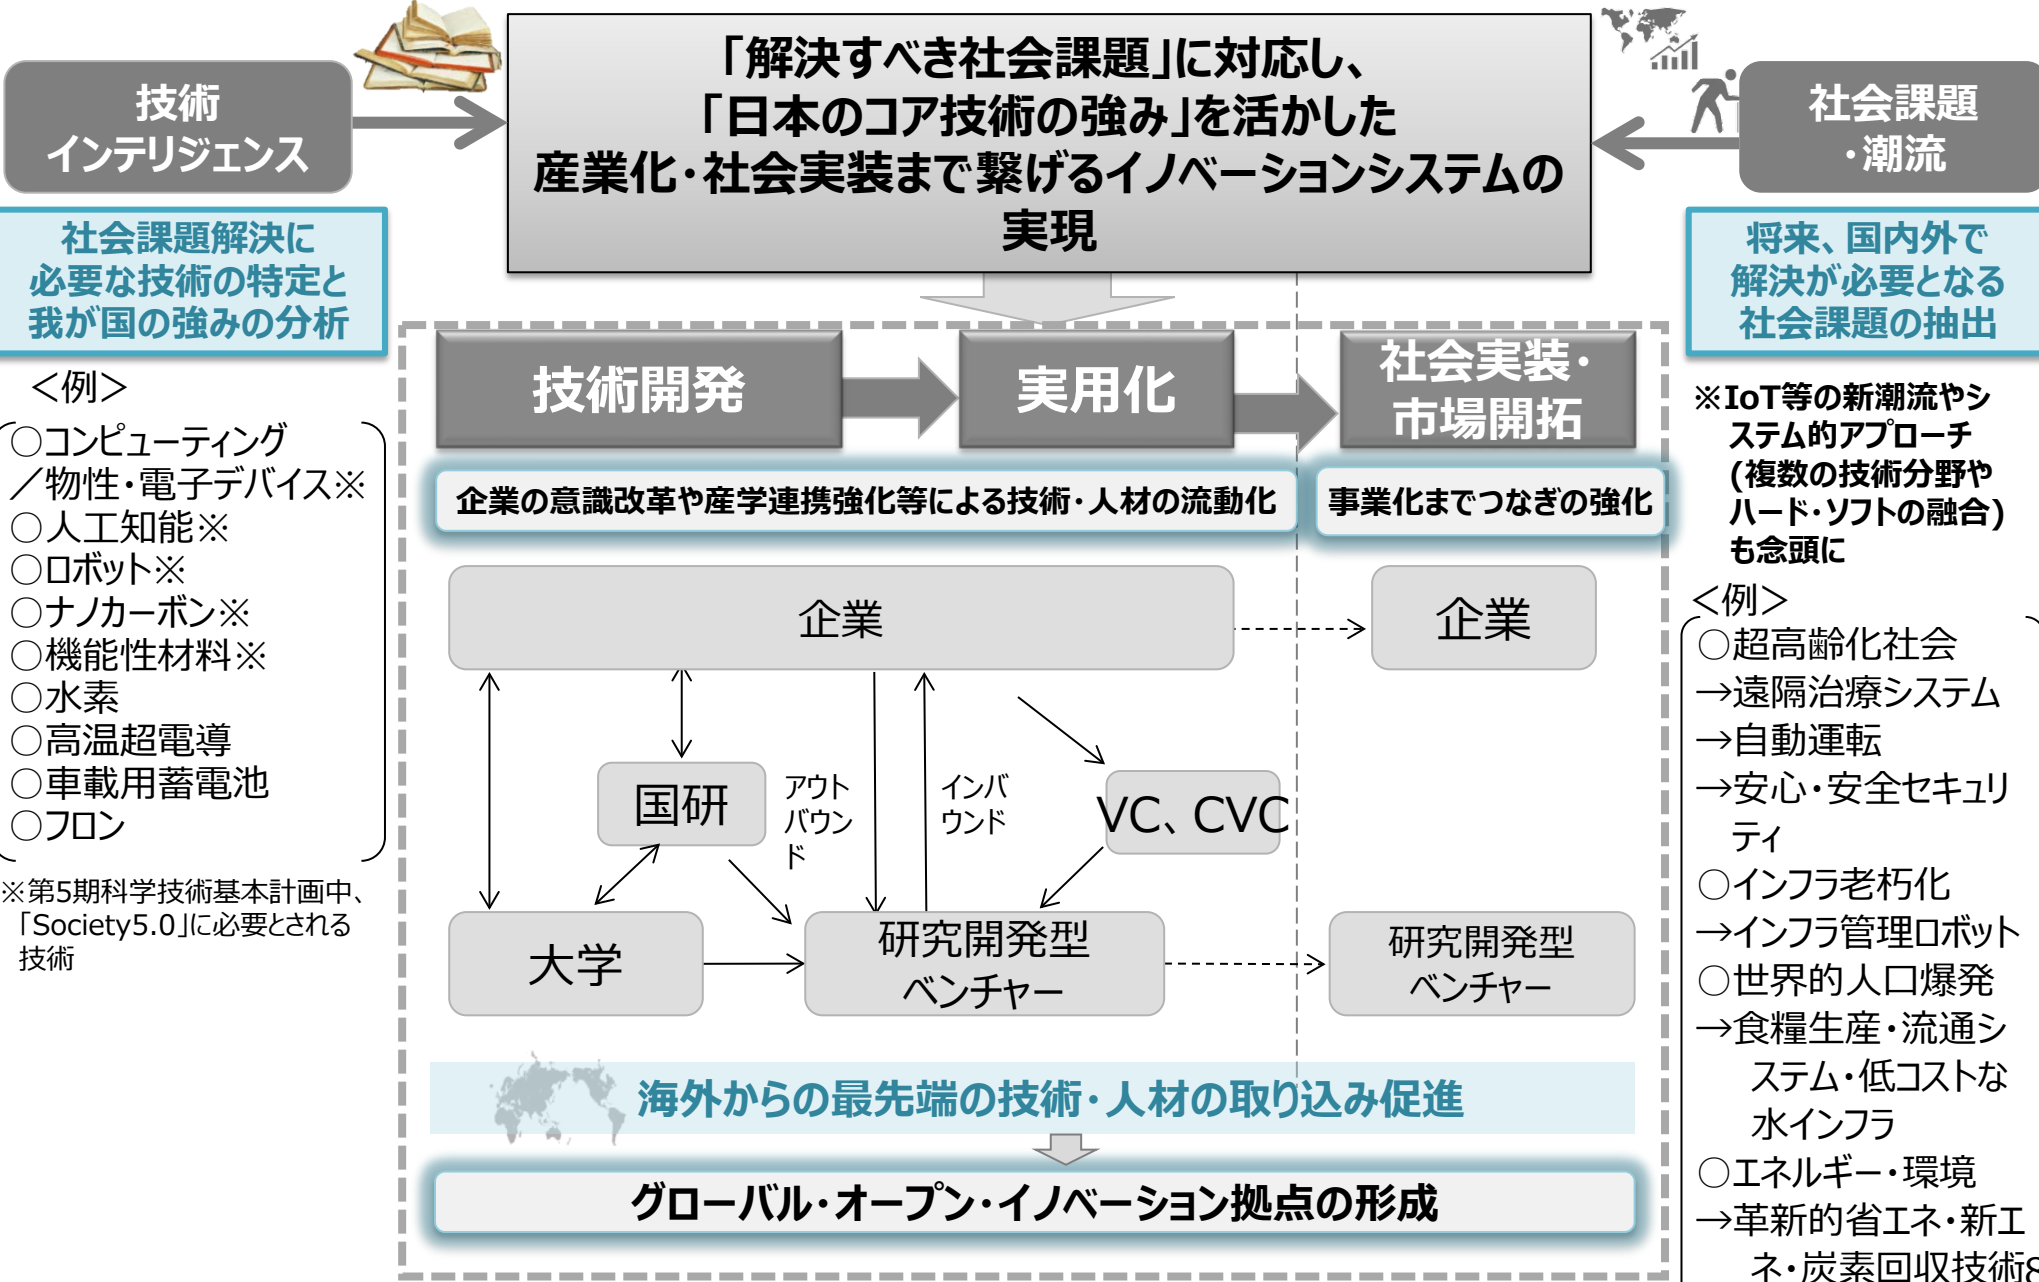 「解決すべき社会課題」に対応し、
「日本のコア技術の強み」を活かした
産業化・社会実装まで繋げるイノベーションシステムの
実現
技術
インテリジェンス
社会課題解決に
必要な技術の特定と
我が国の強みの分析
＜例＞
○コンピューティング
／物性・電子デバイス※
○人工知能※
○ロボット※
○ナノカーボン※
○機能性材料※
○水素
○高温超電導
○車載用蓄電池
○フロン
※第5期科学技術基本計画中、
「Society5.0」に必要とされる
技術
技術開発
実用化
社会実装・
市場開拓
企業の意識改革や産学連携強化等による技術・人材の流動化
事業化までつなぎの強化
企業
企業
国研
アウト
バウン
ド
インバ
ウンド
VC、CVC
大学
研究開発型
ベンチャー
研究開発型
ベンチャー
海外からの最先端の技術・人材の取り込み促進
グローバル・オープン・イノベーション拠点の形成
社会課題
・潮流
将来、国内外で
解決が必要となる
社会課題の抽出
※IoT等の新潮流やシ
ステム的アプローチ
(複数の技術分野や
ハード・ソフトの融合)
も念頭に
＜例＞
○超高齢化社会
→遠隔治療システム
→自動運転
→安心・安全セキュリ
ティ
○インフラ老朽化
→インフラ管理ロボット
○世界的人口爆発
→食糧生産・流通シ
ステム・低コストな
水インフラ
○エネルギー・環境
→革新的省エネ・新エ
ネ・炭素回収技術